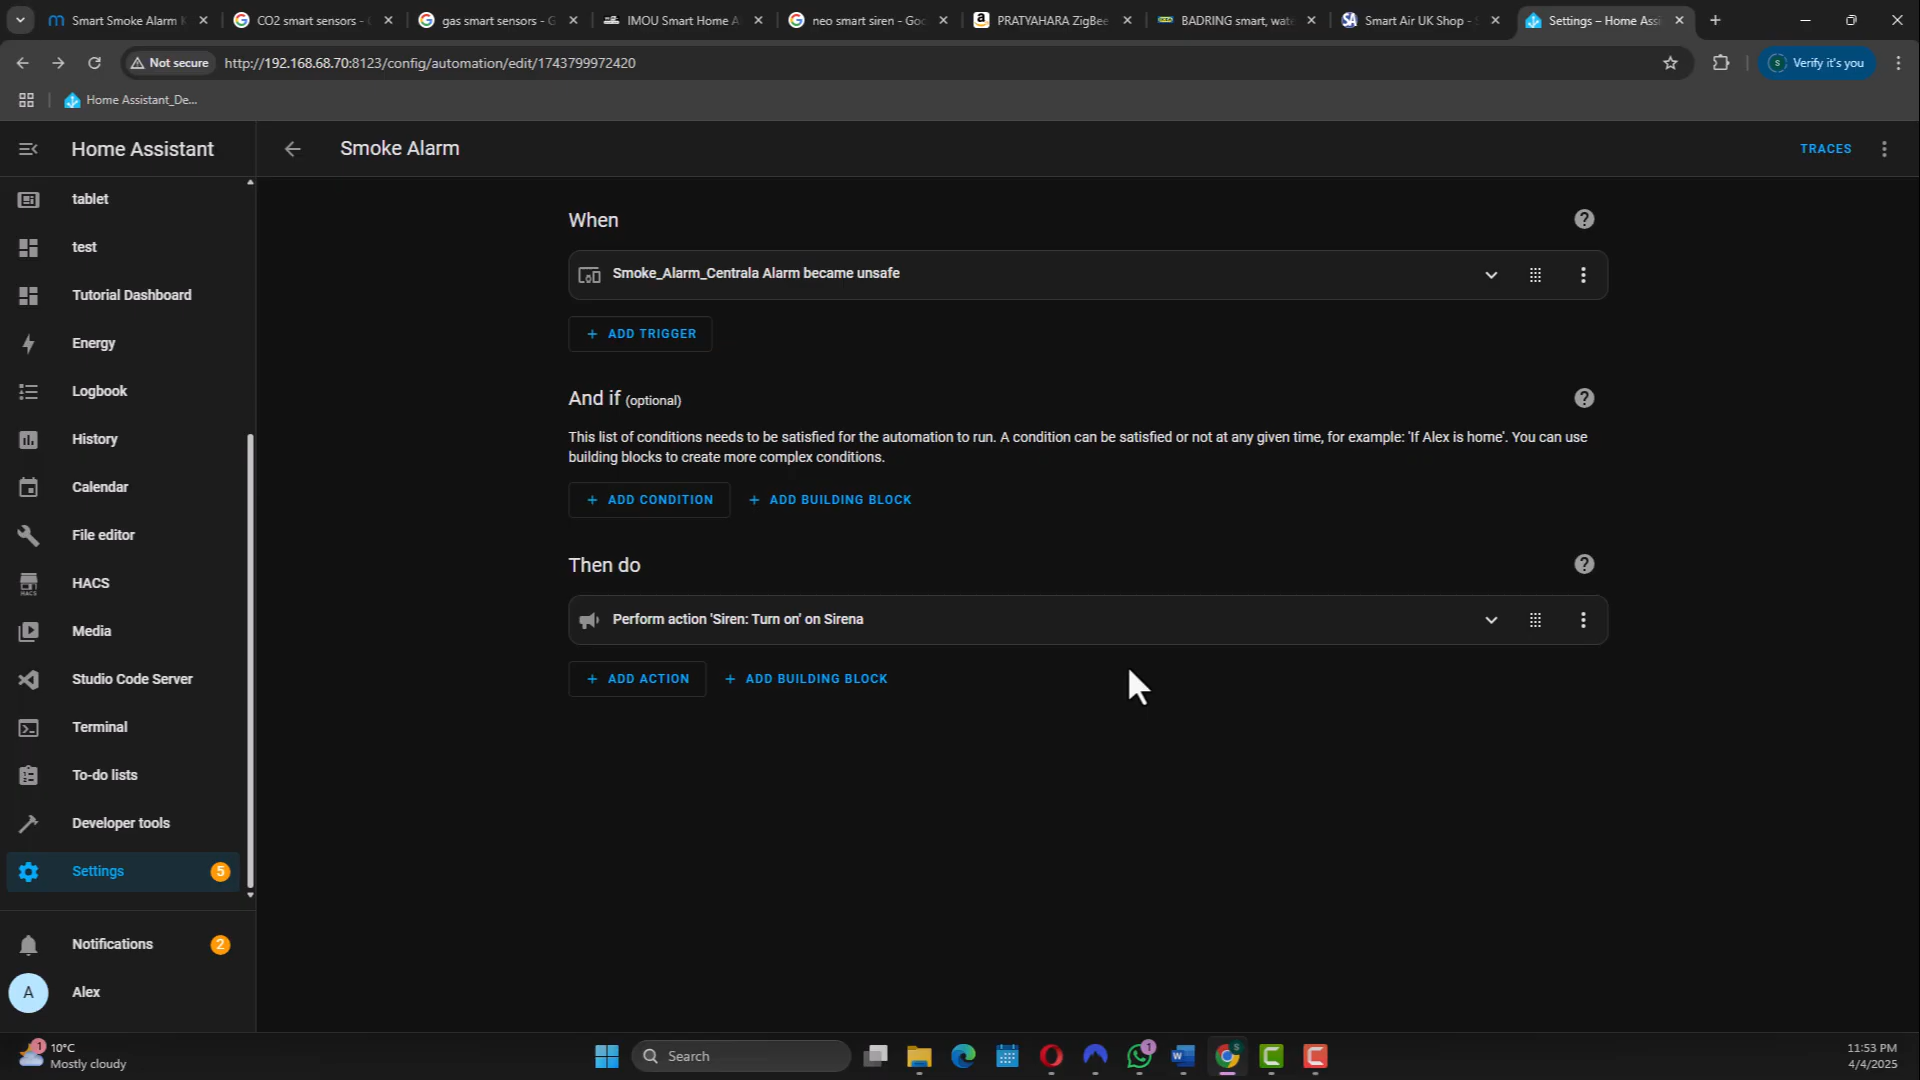 Smart Smoke Alarm
CO2 smart sensors -
gas smart sensors - G
IMOU Smart Home A
neo smart siren - Goo
PRATYAHARA ZigBee
BADRING smart, wate
Smart Air UK Shop -
Settings – Home Assi
Not secure
http://192.168.68.70:8123/config/automation/edit/1743799972420
S
Verify it's you
Home Assistant_De...
Home Assistant
Smoke Alarm
TRACES
tablet
test
Tutorial Dashboard
Energy
Logbook
History
Calendar
File editor
HACS
Media
Studio Code Server
Terminal
To-do lists
Developer tools
Settings
5
Notifications
2
A
Alex
When
Smoke_Alarm_Centrala Alarm became unsafe
+ ADD TRIGGER
And if (optional)
This list of conditions needs to be satisfied for the automation to run. A condition can be satisfied or not at any given time, for example: 'If Alex is home'. You can use
building blocks to create more complex conditions.
+ ADD CONDITION
+ ADD BUILDING BLOCK
Then do
Perform action 'Siren: Turn on' on Sirena
+ ADD ACTION
+ ADD BUILDING BLOCK
1
10°C
Mostly cloudy
Search
1
11:53 PM
4/4/2025